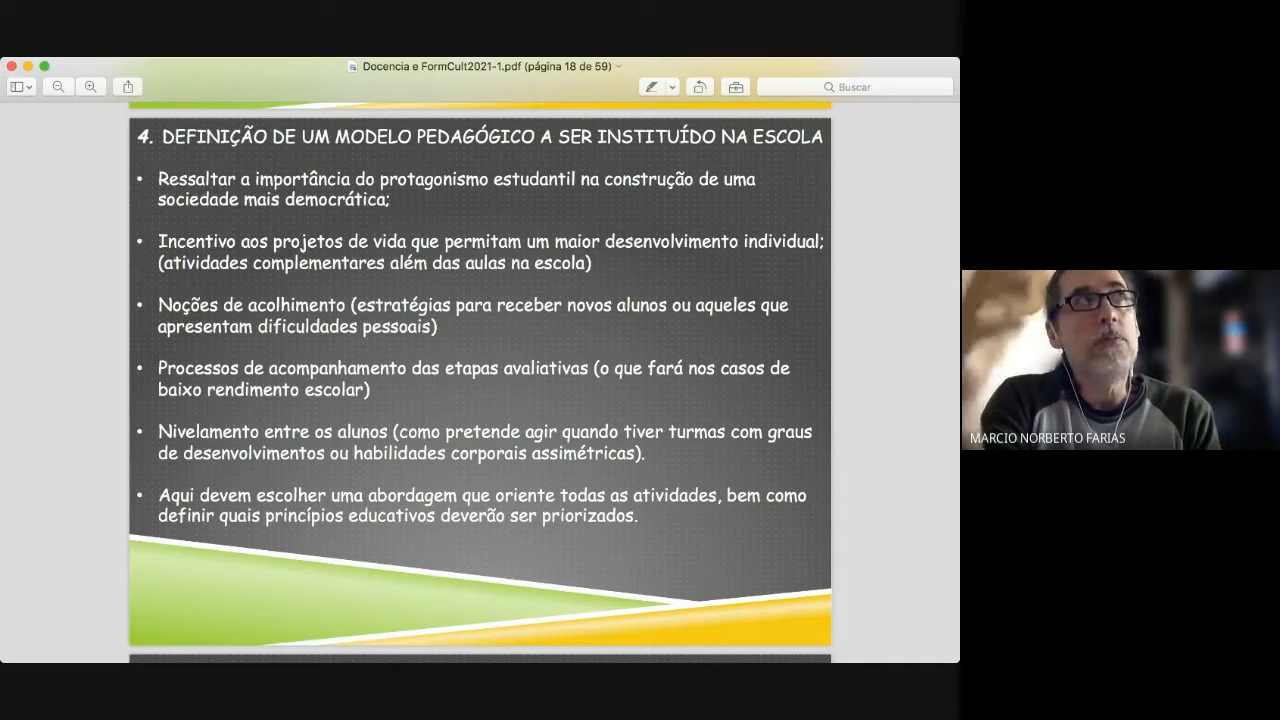 Docencia e FormCult2021-1.pdf (página 18 de 59)
Buscar
4. DEFINIÇÃO DE UM MODELO PEDAGÓGICO A SER INSTITUÍDO NA ESCOLA
• Ressaltar a importância do protagonismo estudantil na construção de uma
sociedade mais democrática;
• Incentivo aos projetos de vida que permitam um maior desenvolvimento individual;
(atividades complementares além das aulas na escola)
• Noções de acolhimento (estratégias para receber novos alunos ou aqueles que
apresentam dificuldades pessoais)
• Processos de acompanhamento das etapas avaliativas (o que fará nos casos de
baixo rendimento escolar)
• Nivelamento entre os alunos (como pretende agir quando tiver turmas com graus
de desenvolvimentos ou habilidades corporais assimétricas).
• Aqui devem escolher uma abordagem que oriente todas as atividades, bem como
definir quais princípios educativos deverão ser priorizados.
MARCIO NORBERTO FARIAS